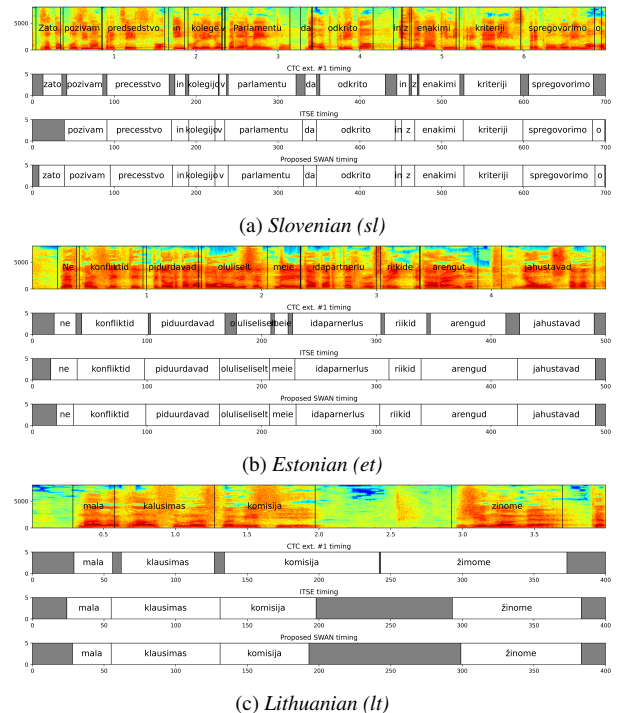 Zato pozivam predsedstvo in kolegev Parlamentu da odkrito in z enakimi kriteriji spregovorimo o
5000
0
1 2 3 4 5 6
CTC ext. #1 timing
zato pozivam precesstvo in kolegijo v parlamentu da odkrito in z enakimi kriteriji spregovorimo
0 100 200 300 400 500 600 700
ITSE timing
pozivam precesstvo in kolegijo v parlamentu da odkrito in z enakimi kriteriji spregovorimo o
0 100 200 300 400 500 600 700
Proposed SWAN timing
zato pozivam precesstvo in kolegijo v parlamentu da odkrito in z enakimi kriteriji spregovorimo o
0 100 200 300 400 500 600 700
(a) Slovenian (sl)
5000
Ne konfliktid pidurdavad oluliselt meie idapartnerlu riikide arengut jahustavad
0
1 2 3 4
CTC ext. #1 timing
ne konfliktid piduurdavad oluliseliselt meie idaparnerlus riikid arengud jahustavad
0 100 200 300 400 500
ITSE timing
ne konfliktid piduurdavad oluliseliselt meie idaparnerlus riikid arengud jahustavad
0 100 200 300 400 500
Proposed SWAN timing
ne konfliktid piduurdavad oluliseliselt meie idaparnerlus riikid arengud jahustavad
0 100 200 300 400 500
(b) Estonian (et)
5000
mala kalusimas komisija zinome
0
0.5 1.0 1.5 2.0 2.5 3.0 3.5
CTC ext. #1 timing
mala klausimas komisija žimome
0 50 100 150 200 250 300 350 400
ITSE timing
mala klausimas komisija žinome
0 50 100 150 200 250 300 350 400
Proposed SWAN timing
mala klausimas komisija žinome
0 50 100 150 200 250 300 350 400
(c) Lithuanian (lt)